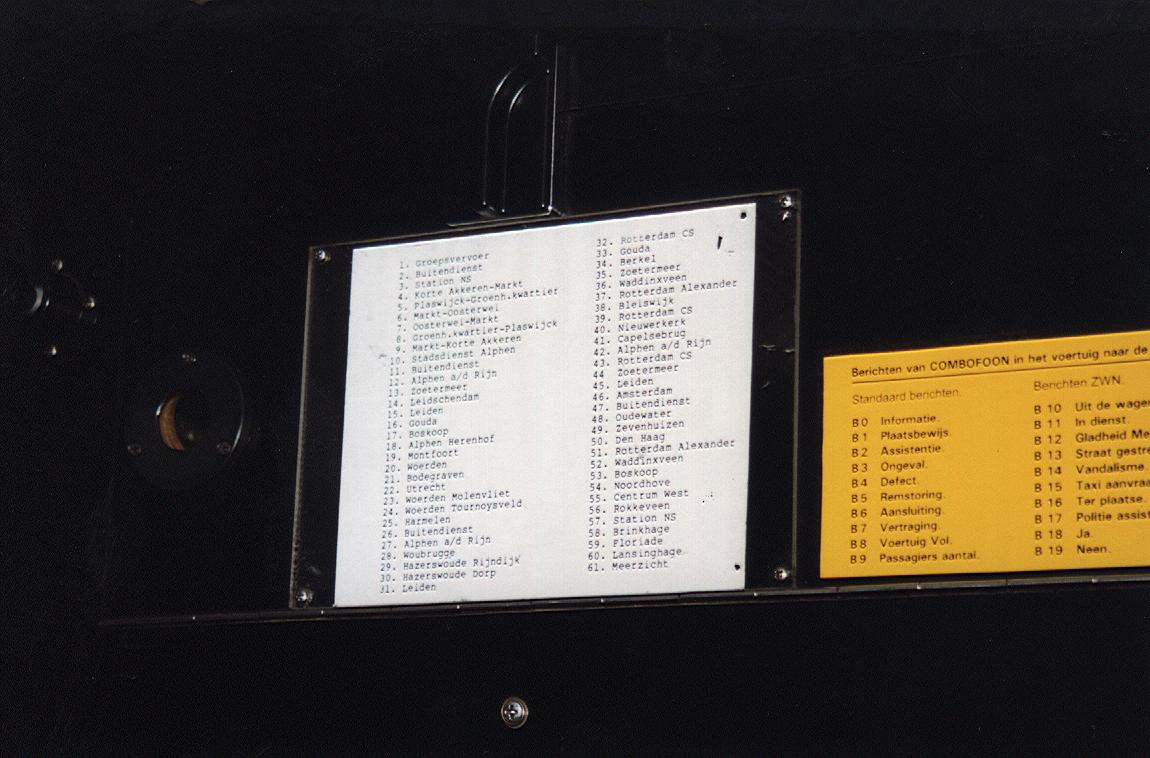 1. Groepsvervoer
2. Buitendienst
3. Station NS
4. Korte Akkeren-Markt
5. Plaswijck-Groenh.kwartier
6. Markt-Oosterwei
7. Oosterwei-Markt
8. Groenh.kwartier-Plaswijck
9. Markt-Korte Akkeren
10. Stadsdienst Alphen
11. Buitendienst
12. Alphen a/d Rijn
13. Zoetermeer
14. Leidschendam
15. Leiden
16. Gouda
17. Boskoop
18. Alphen Herenhof
19. Montfoort
20. Woerden
21. Bodegraven
22. Utrecht
23. Woerden Molenvliet
24. Woerden Tournoysveld
25. Harmelen
26. Buitendienst
27. Alphen a/d Rijn
28. Woubrugge
29. Hazerswoude Rijndijk
30. Hazerswoude Dorp
31. Leiden
32. Rotterdam CS
33. Gouda
34. Berkel
35. Zoetermeer
36. Waddinxveen
37. Rotterdam Alexander
38. Bleiswijk
39. Rotterdam CS
40. Nieuwerkerk
41. Capelsebrug
42. Alphen a/d Rijn
43. Rotterdam CS
44 Zoetermeer
45. Leiden
46. Amsterdam
47. Buitendienst
48. Oudewater
49. Zevenhuizen
50. Den Haag
51. Rotterdam Alexander
52. Waddinxveen
53. Boskoop
54. Noordhove
55. Centrum West
56. Rokkeveen
57. Station NS
58. Brinkhage
59. Floriade
60. Lansinghage
61. Meerzicht
Berichten van COMBOFOON in het voertuig naar de
Standaard berichten.
B0 Informatie.
B1 Plaatsbewijs.
B2 Assistentie.
B3 Ongeval.
B4 Defect.
B5 Remstoring.
B6 Aansluiting.
B7 Vertraging.
B8 Voertuig Vol.
B9 Passagiers aantal.
Berichten ZWN.
B 10 Uit de wagen
B 11 In dienst.
B 12 Gladheid Me
B 13 Straat gestre
B 14 Vandalisme.
B 15 Taxi aanvraa
B 16 Ter plaatse.
B 17 Politie assist
B 18 Ja.
B 19 Neen.